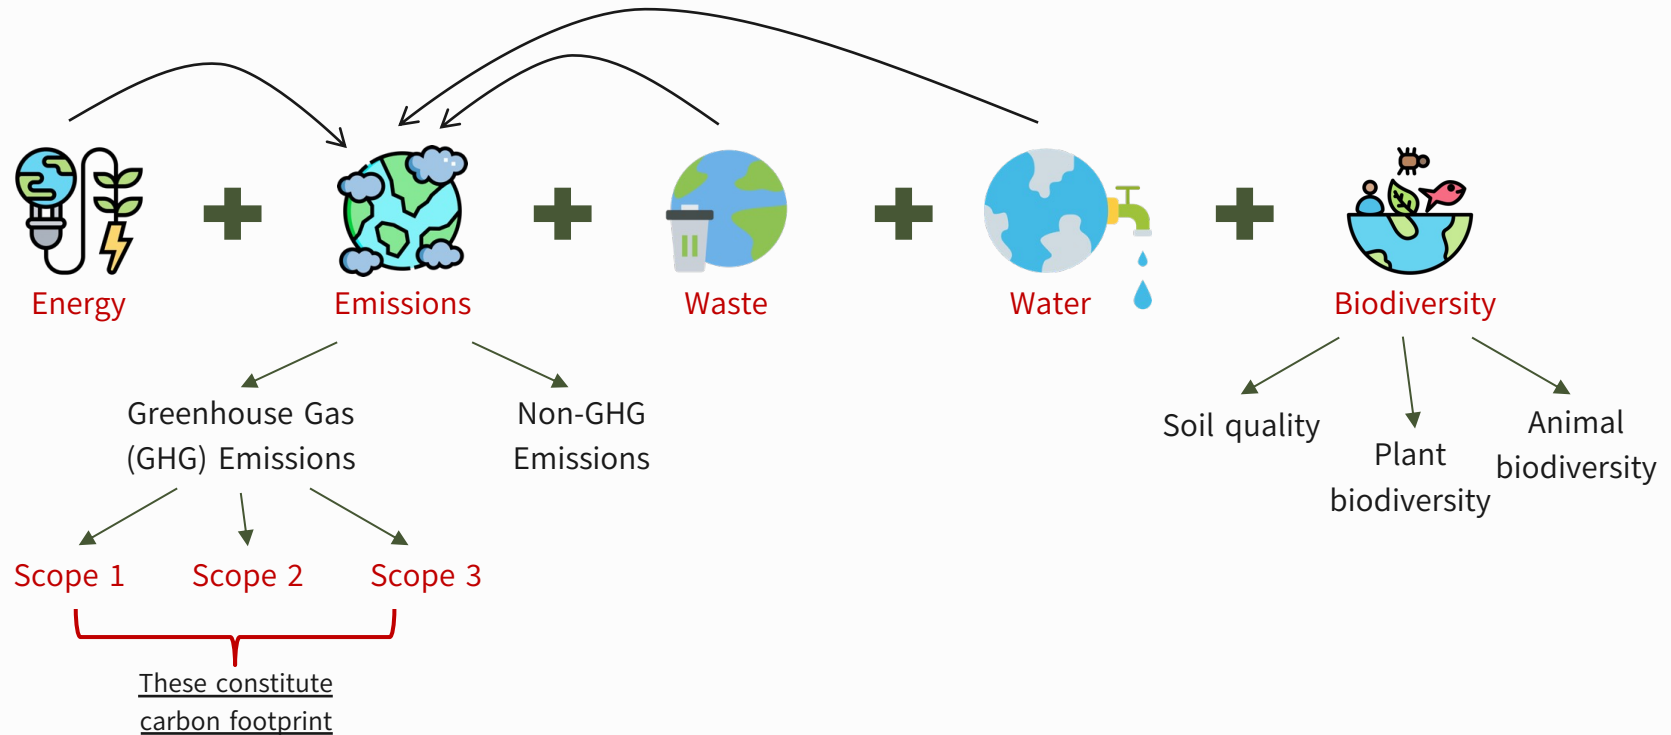 Energy
Emissions
Waste
Water
Biodiversity
Greenhouse Gas
(GHG) Emissions
Non-GHG
Emissions
Soil quality
Plant
biodiversity
Animal
biodiversity
Scope 1
Scope 2
Scope 3
These constitute
carbon footprint